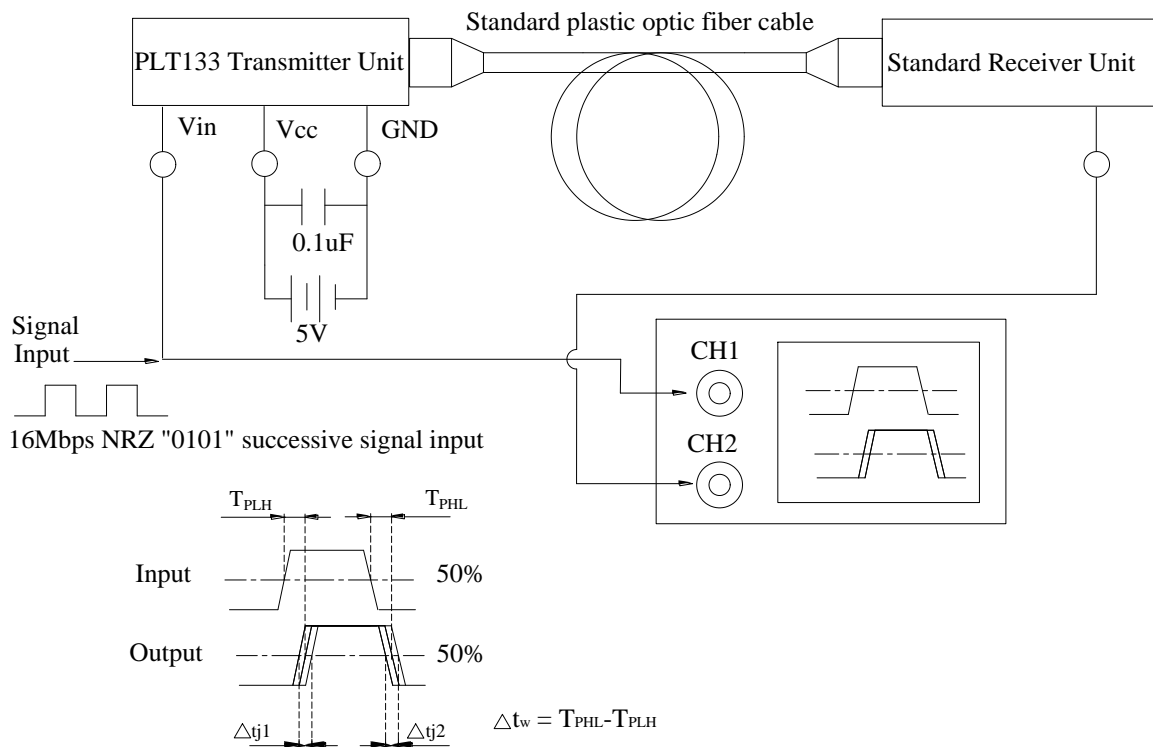 Standard plastic optic fiber cable
PLT133 Transmitter Unit
Standard Receiver Unit
Vin
Vcc
GND
0.1uF
5V
Signal
Input
CH1
CH2
16Mbps NRZ "0101" successive signal input
TPLH
TPHL
Input
50%
Output
50%
△tj1
△tj2
△tw = TPHL-TPLH